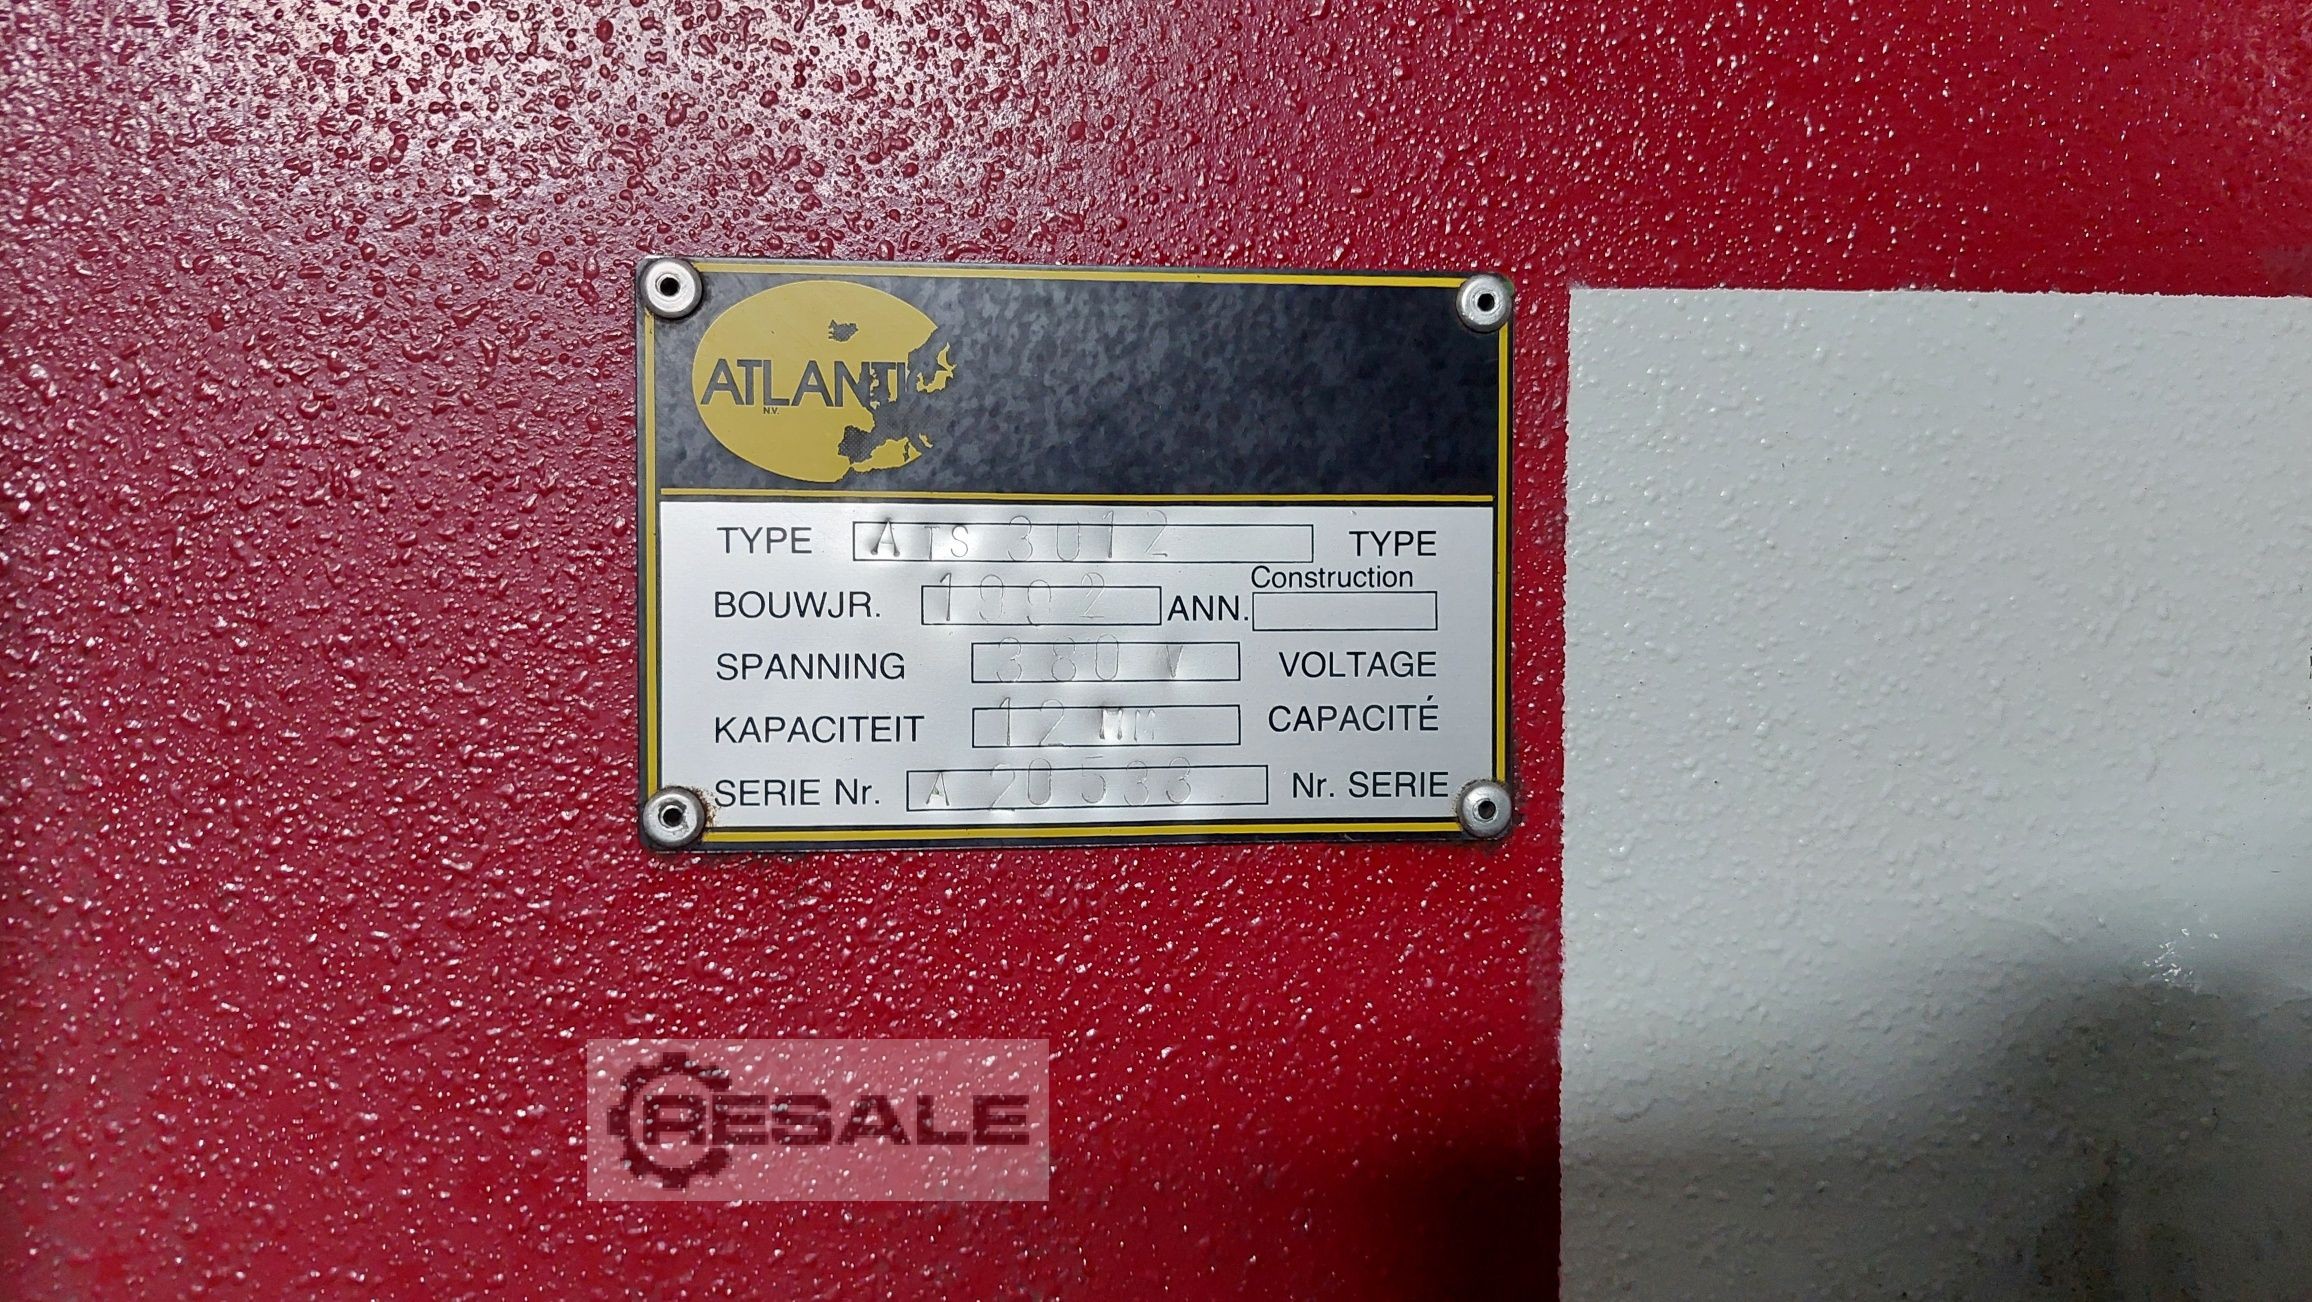 ATLANTIC
N.V.
TYPE ATS 3012 TYPE
Construction
BOUWJR. 1992 ANN.
SPANNING 380 V VOLTAGE
KAPACITEIT 12 MM CAPACITÉ
SERIE Nr. A 20533 Nr. SERIE
RESALE